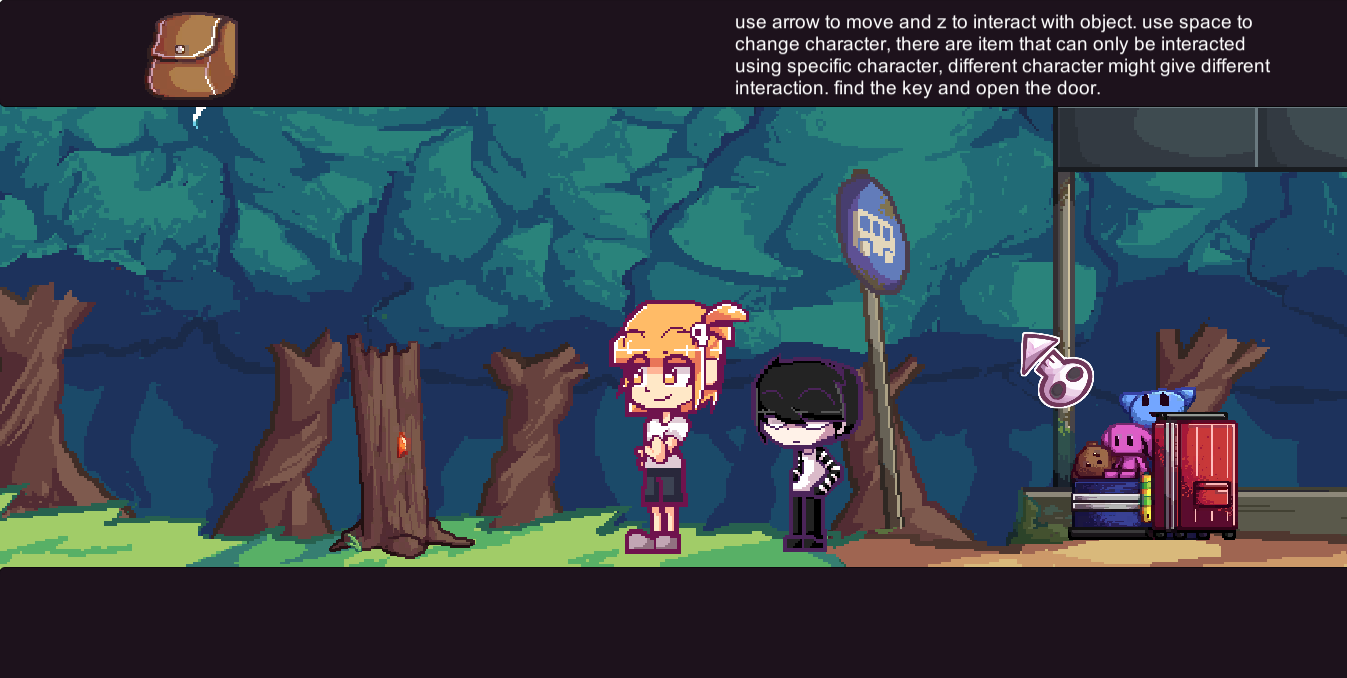 use arrow to move and z to interact with object. use space to
change character, there are item that can only be interacted
using specific character, different character might give different
interaction. find the key and open the door.